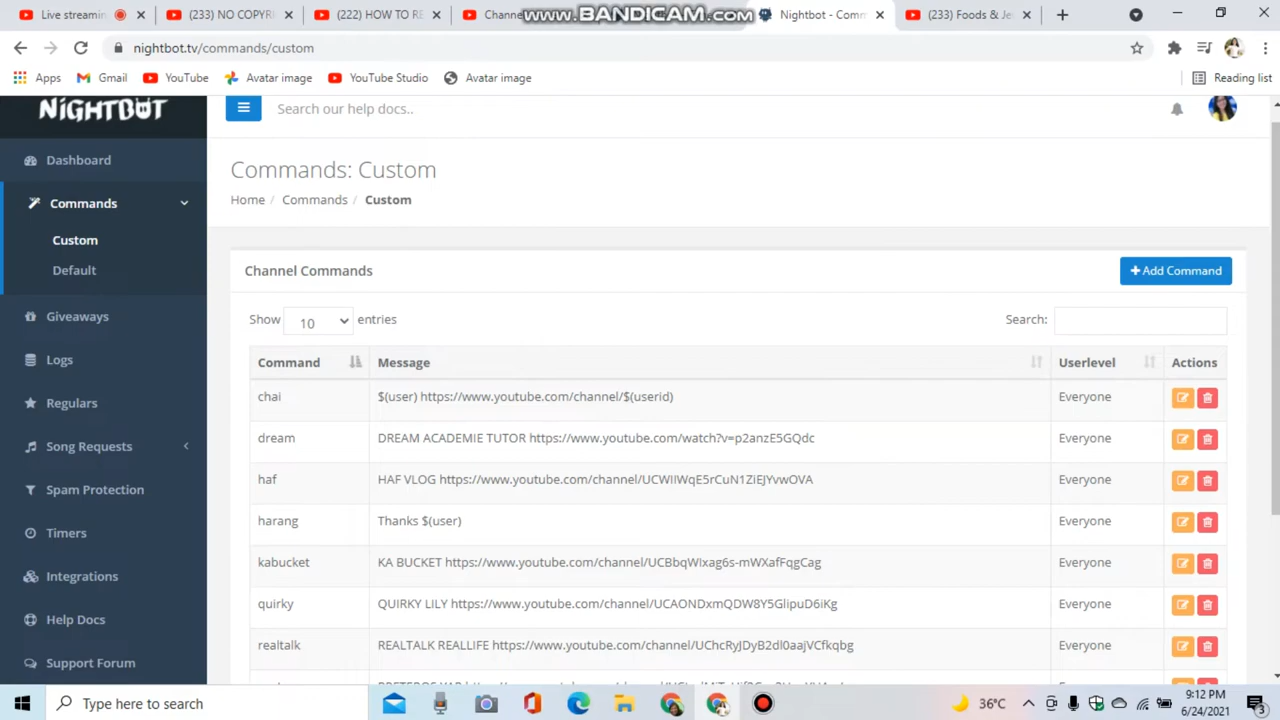 Live streamin
(233) NO COPYRI
(222) HOW TO RE
Chann
www.BANDICAM.com
Nightbot - Comm
(233) Foods & Je
nightbot.tv/commands/custom
Apps
Gmail
YouTube
Avatar image
YouTube Studio
Avatar image
Reading list
NIGHTBOT
Search our help docs..
Dashboard
Commands
Custom
Default
Giveaways
Logs
Regulars
Song Requests
Spam Protection
Timers
Integrations
Help Docs
Support Forum
Commands: Custom
Home / Commands / Custom
Channel Commands
+ Add Command
Show 10 entries
Search:
Command Message Userlevel Actions
chai $(user) https://www.youtube.com/channel/$(userid) Everyone
dream DREAM ACADEMIE TUTOR https://www.youtube.com/watch?v=p2anzE5GQdc Everyone
haf HAF VLOG https://www.youtube.com/channel/UCWIIWqE5rCuN1ZiEJYvwOVA Everyone
harang Thanks $(user) Everyone
kabucket KA BUCKET https://www.youtube.com/channel/UCBbqWIxag6s-mWXafFqgCag Everyone
quirky QUIRKY LILY https://www.youtube.com/channel/UCAONDxmQDW8Y5GlipuD6iKg Everyone
realtalk REALTALK REALLIFE https://www.youtube.com/channel/UChcRyJDyB2dl0aajVCfkqbg Everyone
Type here to search
36°C
9:12 PM
6/24/2021
3